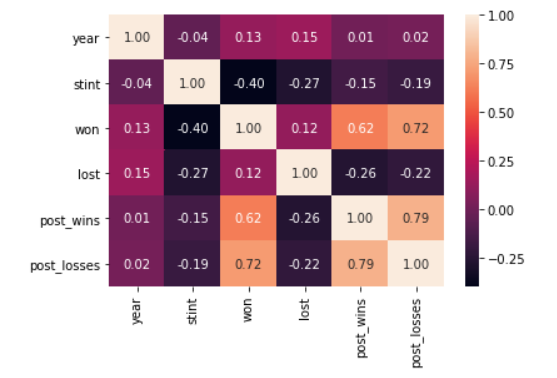 year 1.00 -0.04 0.13 0.15 0.01 0.02
stint -0.04 1.00 -0.40 -0.27 -0.15 -0.19
won 0.13 -0.40 1.00 0.12 0.62 0.72
lost 0.15 -0.27 0.12 1.00 -0.26 -0.22
post_wins 0.01 -0.15 0.62 -0.26 1.00 0.79
post_losses 0.02 -0.19 0.72 -0.22 0.79 1.00
year stint won lost post_wins post_losses
1.00
0.75
0.50
0.25
0.00
−0.25